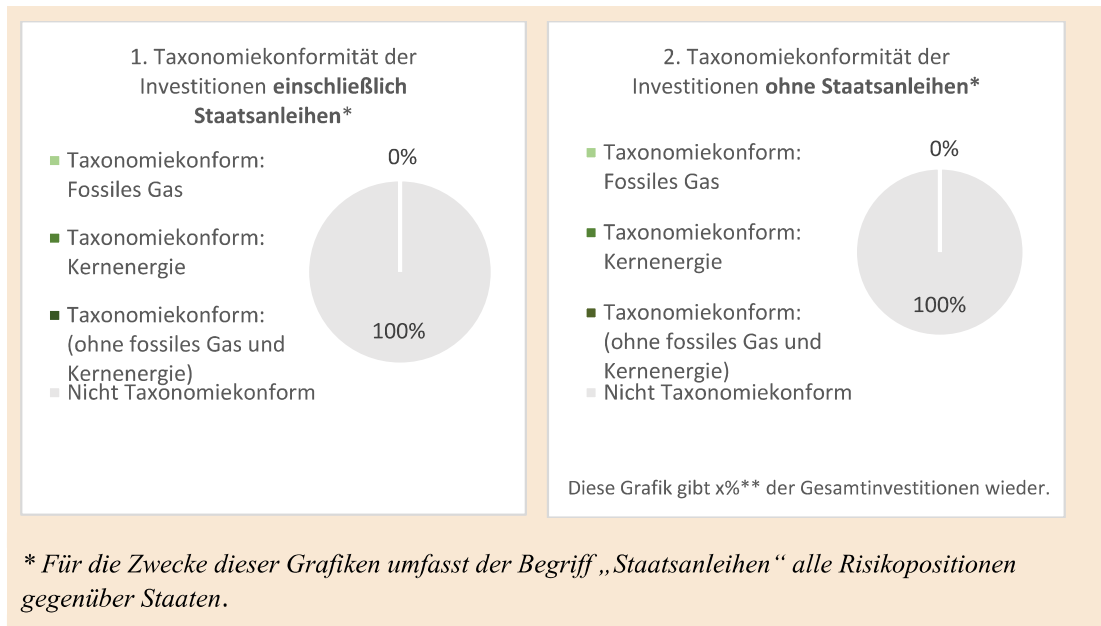 1. Taxonomiekonformität der
Investitionen einschließlich
Staatsanleihen*
Taxonomiekonform:
Fossiles Gas
Taxonomiekonform:
Kernenergie
Taxonomiekonform:
(ohne fossiles Gas und
Kernenergie)
Nicht Taxonomiekonform
0%
100%
2. Taxonomiekonformität der
Investitionen ohne Staatsanleihen*
Taxonomiekonform:
Fossiles Gas
Taxonomiekonform:
Kernenergie
Taxonomiekonform:
(ohne fossiles Gas und
Kernenergie)
Nicht Taxonomiekonform
0%
100%
Diese Grafik gibt x%** der Gesamtinvestitionen wieder.
* Für die Zwecke dieser Grafiken umfasst der Begriff „Staatsanleihen“ alle Risikopositionen
gegenüber Staaten.